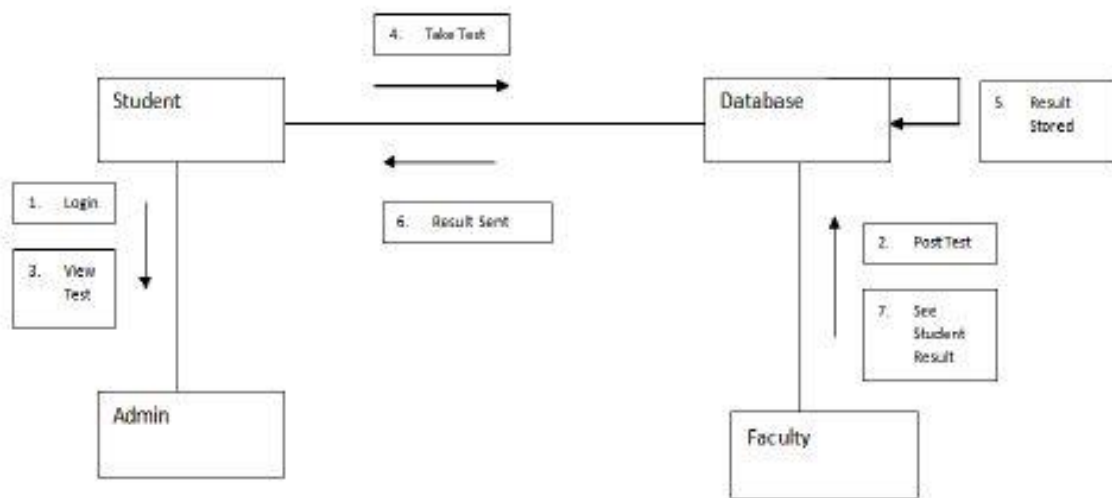 4. Take Test
Student
Database
5. Result
Stored
1. Login
6. Result Sent
3. View
Test
2. Post Test
7. See
Student
Result
Admin
Faculty